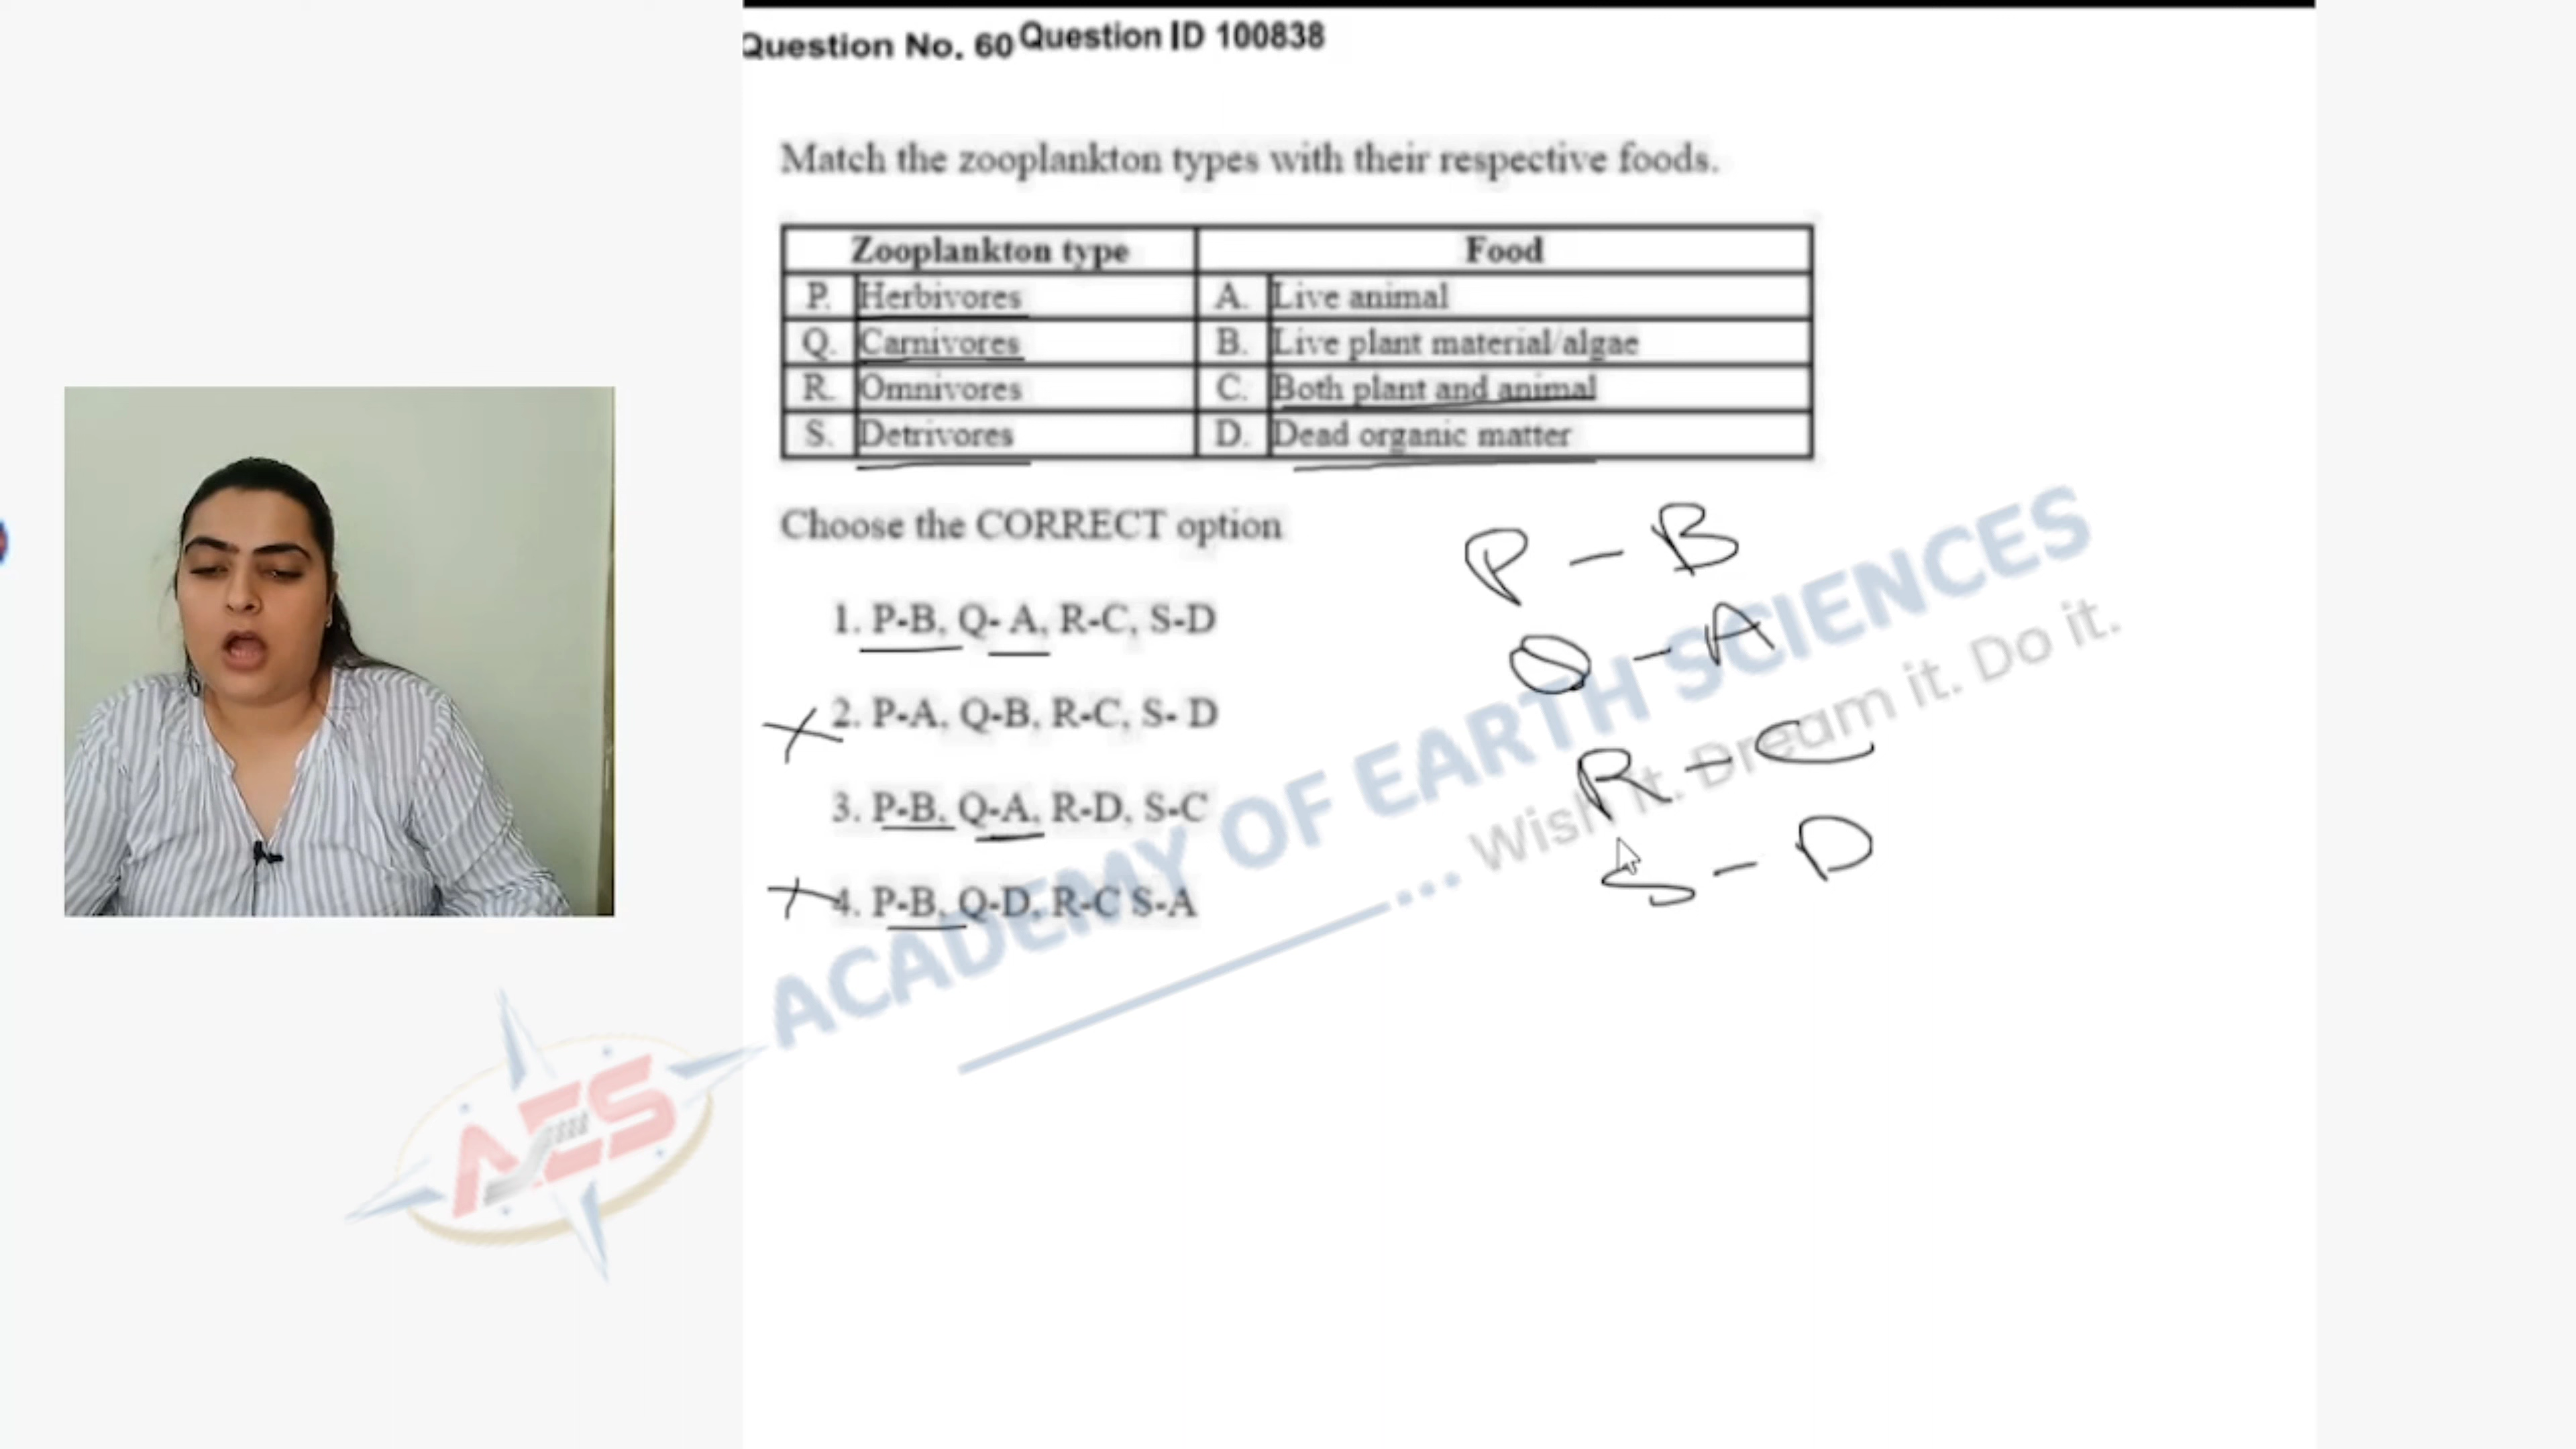 Question No. 60 Question ID 100838
Match the zooplankton types with their respective foods.
Zooplankton type Food
P. Herbivores A. Live animal
Q. Carnivores B. Live plant material/algae
R. Omnivores C. Both plant and animal
S. Detrivores D. Dead organic matter
Choose the CORRECT option
1. P-B, Q- A, R-C, S-D
2. P-A, Q-B, R-C, S- D
3. P-B, Q-A, R-D, S-C
4. P-B, Q-D, R-C S-A
P - B
Q - A
R - C
S - D
ACADEMY OF EARTH SCIENCES
... Wish it. Dream it. Do it.
AES